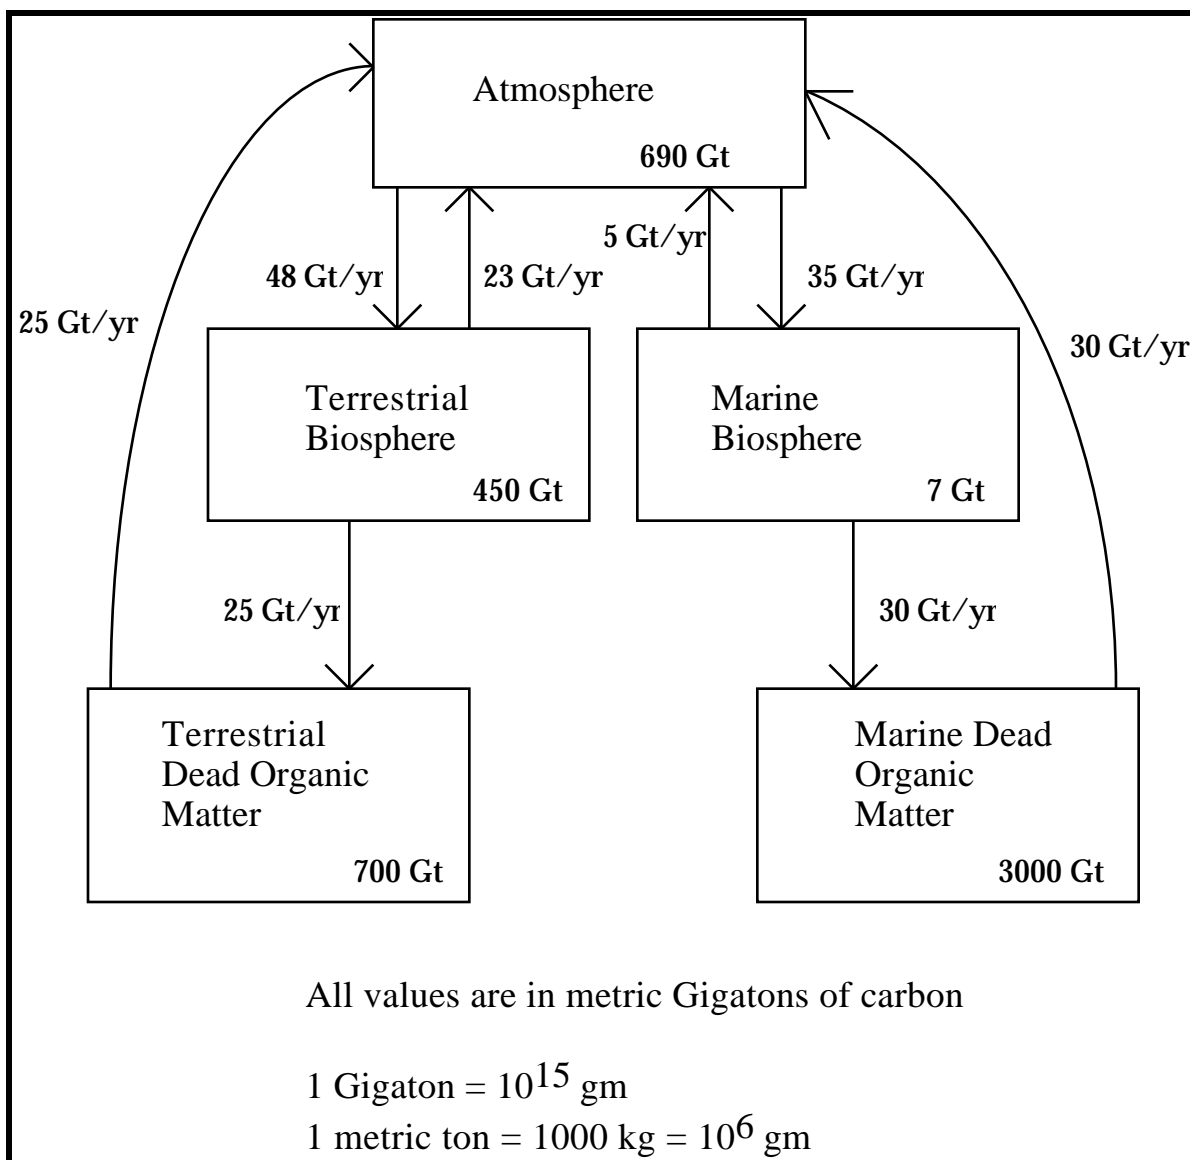 Atmosphere
690 Gt
48 Gt/yr
23 Gt/yr
5 Gt/yr
35 Gt/yr
25 Gt/yr
30 Gt/yr
Terrestrial
Biosphere
450 Gt
Marine
Biosphere
7 Gt
25 Gt/yr
30 Gt/yr
Terrestrial
Dead Organic
Matter
700 Gt
Marine Dead
Organic
Matter
3000 Gt
All values are in metric Gigatons of carbon
1 Gigaton = 10^15 gm
1 metric ton = 1000 kg = 10^6 gm